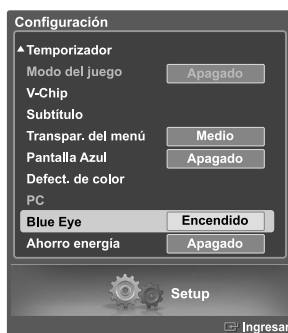 Configuración
Temporizador
Modo del juego Apagado
V-Chip
Subtítulo
Transpar. del menú Medio
Pantalla Azul Apagado
Defect. de color
PC
Blue Eye Encendido
Ahorro energía Apagado
Setup
Ingresar